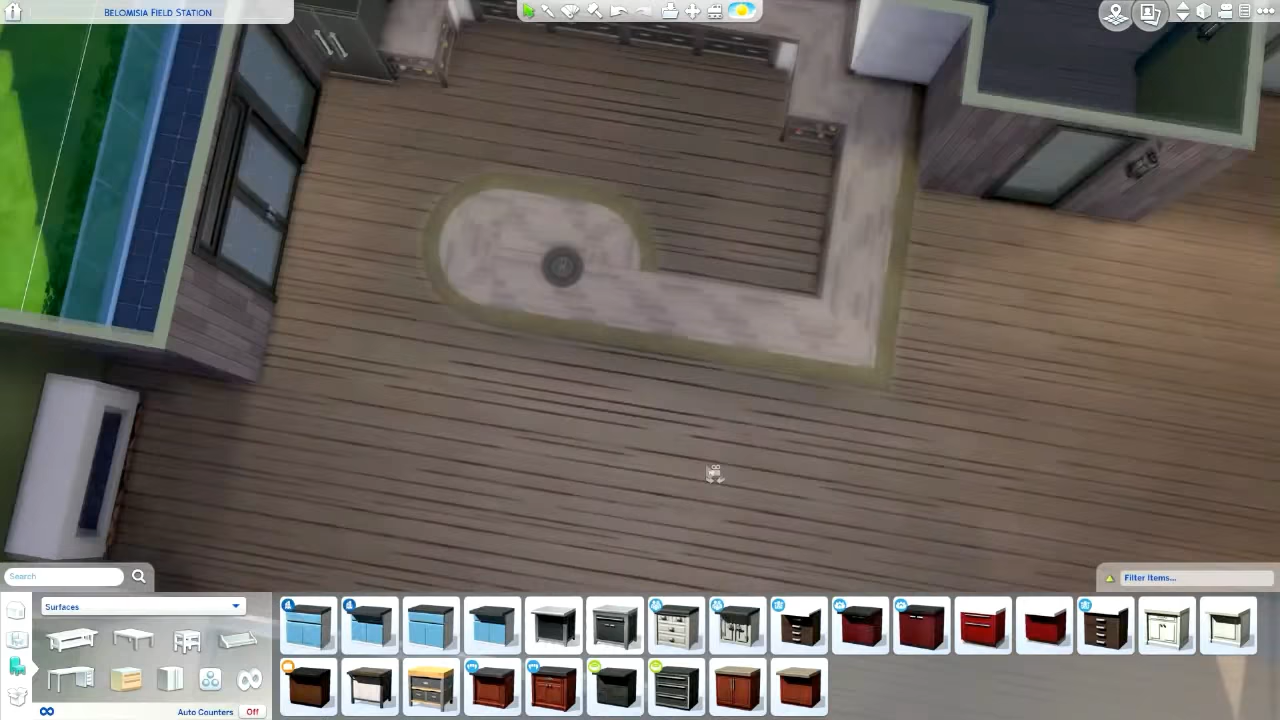 Belomisia Field Station
Search
Filter Items...
Surfaces
Auto Counters
Off